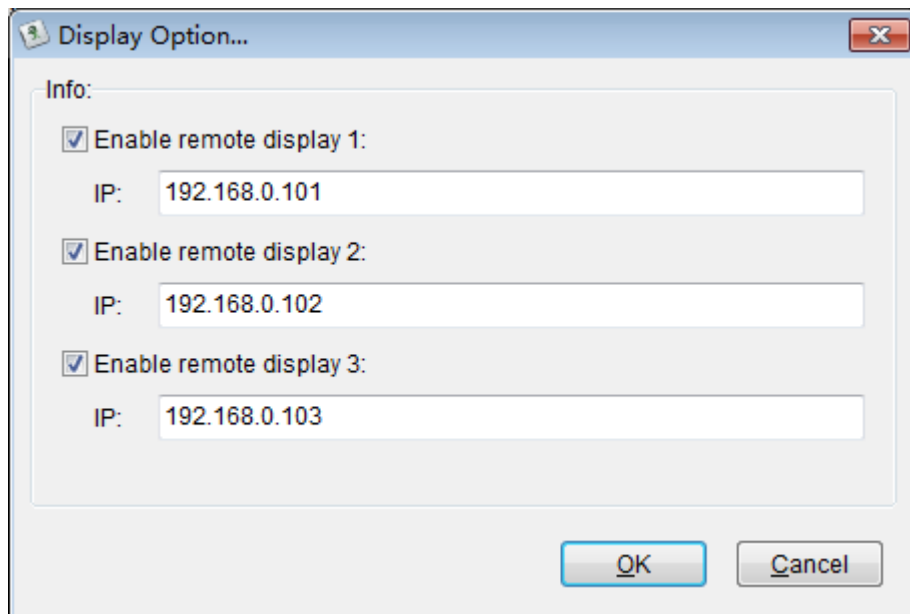 Display Option...
Info:
Enable remote display 1:
IP: 192.168.0.101
Enable remote display 2:
IP: 192.168.0.102
Enable remote display 3:
IP: 192.168.0.103
OK Cancel